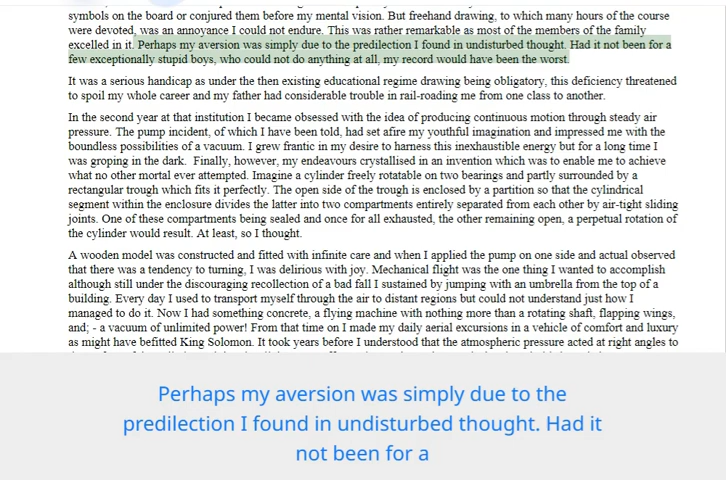 symbols on the board or conjured them before my mental vision. But freehand drawing, to which many hours of the course
were devoted, was an annoyance I could not endure. This was rather remarkable as most of the members of the family
excelled in it. Perhaps my aversion was simply due to the predilection I found in undisturbed thought. Had it not been for a
few exceptionally stupid boys, who could not do anything at all, my record would have been the worst.
It was a serious handicap as under the then existing educational regime drawing being obligatory, this deficiency threatened
to spoil my whole career and my father had considerable trouble in rail-roading me from one class to another.
In the second year at that institution I became obsessed with the idea of producing continuous motion through steady air
pressure. The pump incident, of which I have been told, had set afire my youthful imagination and impressed me with the
boundless possibilities of a vacuum. I grew frantic in my desire to harness this inexhaustible energy but for a long time I
was groping in the dark. Finally, however, my endeavours crystallised in an invention which was to enable me to achieve
what no other mortal ever attempted. Imagine a cylinder freely rotatable on two bearings and partly surrounded by a
rectangular trough which fits it perfectly. The open side of the trough is enclosed by a partition so that the cylindrical
segment within the enclosure divides the latter into two compartments entirely separated from each other by air-tight sliding
joints. One of these compartments being sealed and once for all exhausted, the other remaining open, a perpetual rotation of
the cylinder would result. At least, so I thought.
A wooden model was constructed and fitted with infinite care and when I applied the pump on one side and actual observed
that there was a tendency to turning, I was delirious with joy. Mechanical flight was the one thing I wanted to accomplish
although still under the discouraging recollection of a bad fall I sustained by jumping with an umbrella from the top of a
building. Every day I used to transport myself through the air to distant regions but could not understand just how I
managed to do it. Now I had something concrete, a flying machine with nothing more than a rotating shaft, flapping wings,
and; - a vacuum of unlimited power! From that time on I made my daily aerial excursions in a vehicle of comfort and luxury
as might have befitted King Solomon. It took years before I understood that the atmospheric pressure acted at right angles to
Perhaps my aversion was simply due to the
predilection I found in undisturbed thought. Had it
not been for a